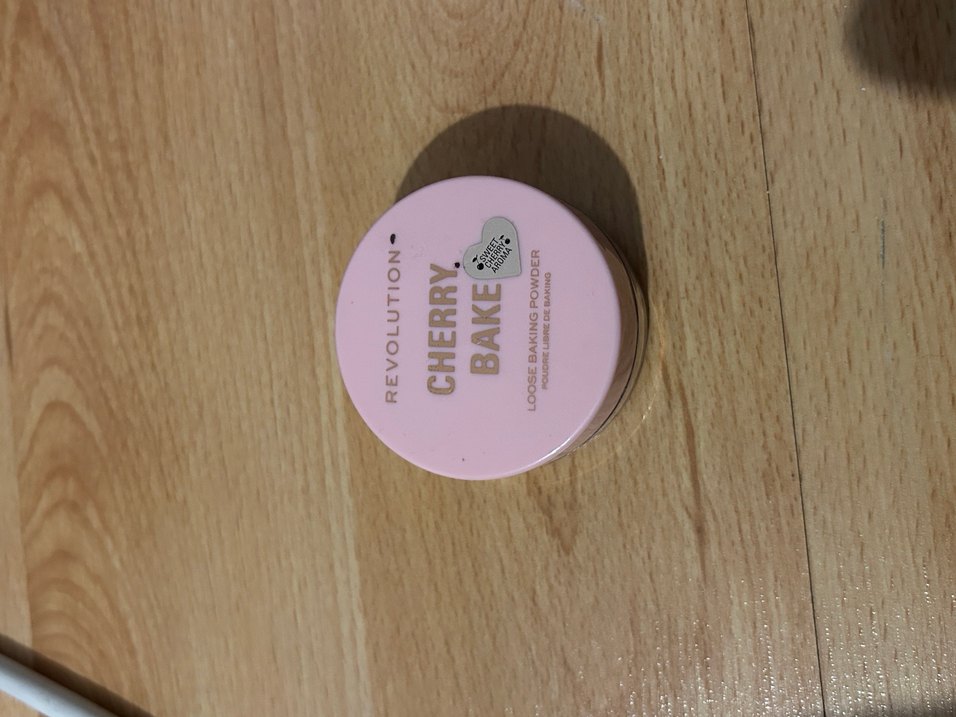 REVOLUTION
CHERRY
BAKE
SWEET
CHERRY
AROMA
LOOSE BAKING POWDER
POUDRE LIBRE DE BAKING